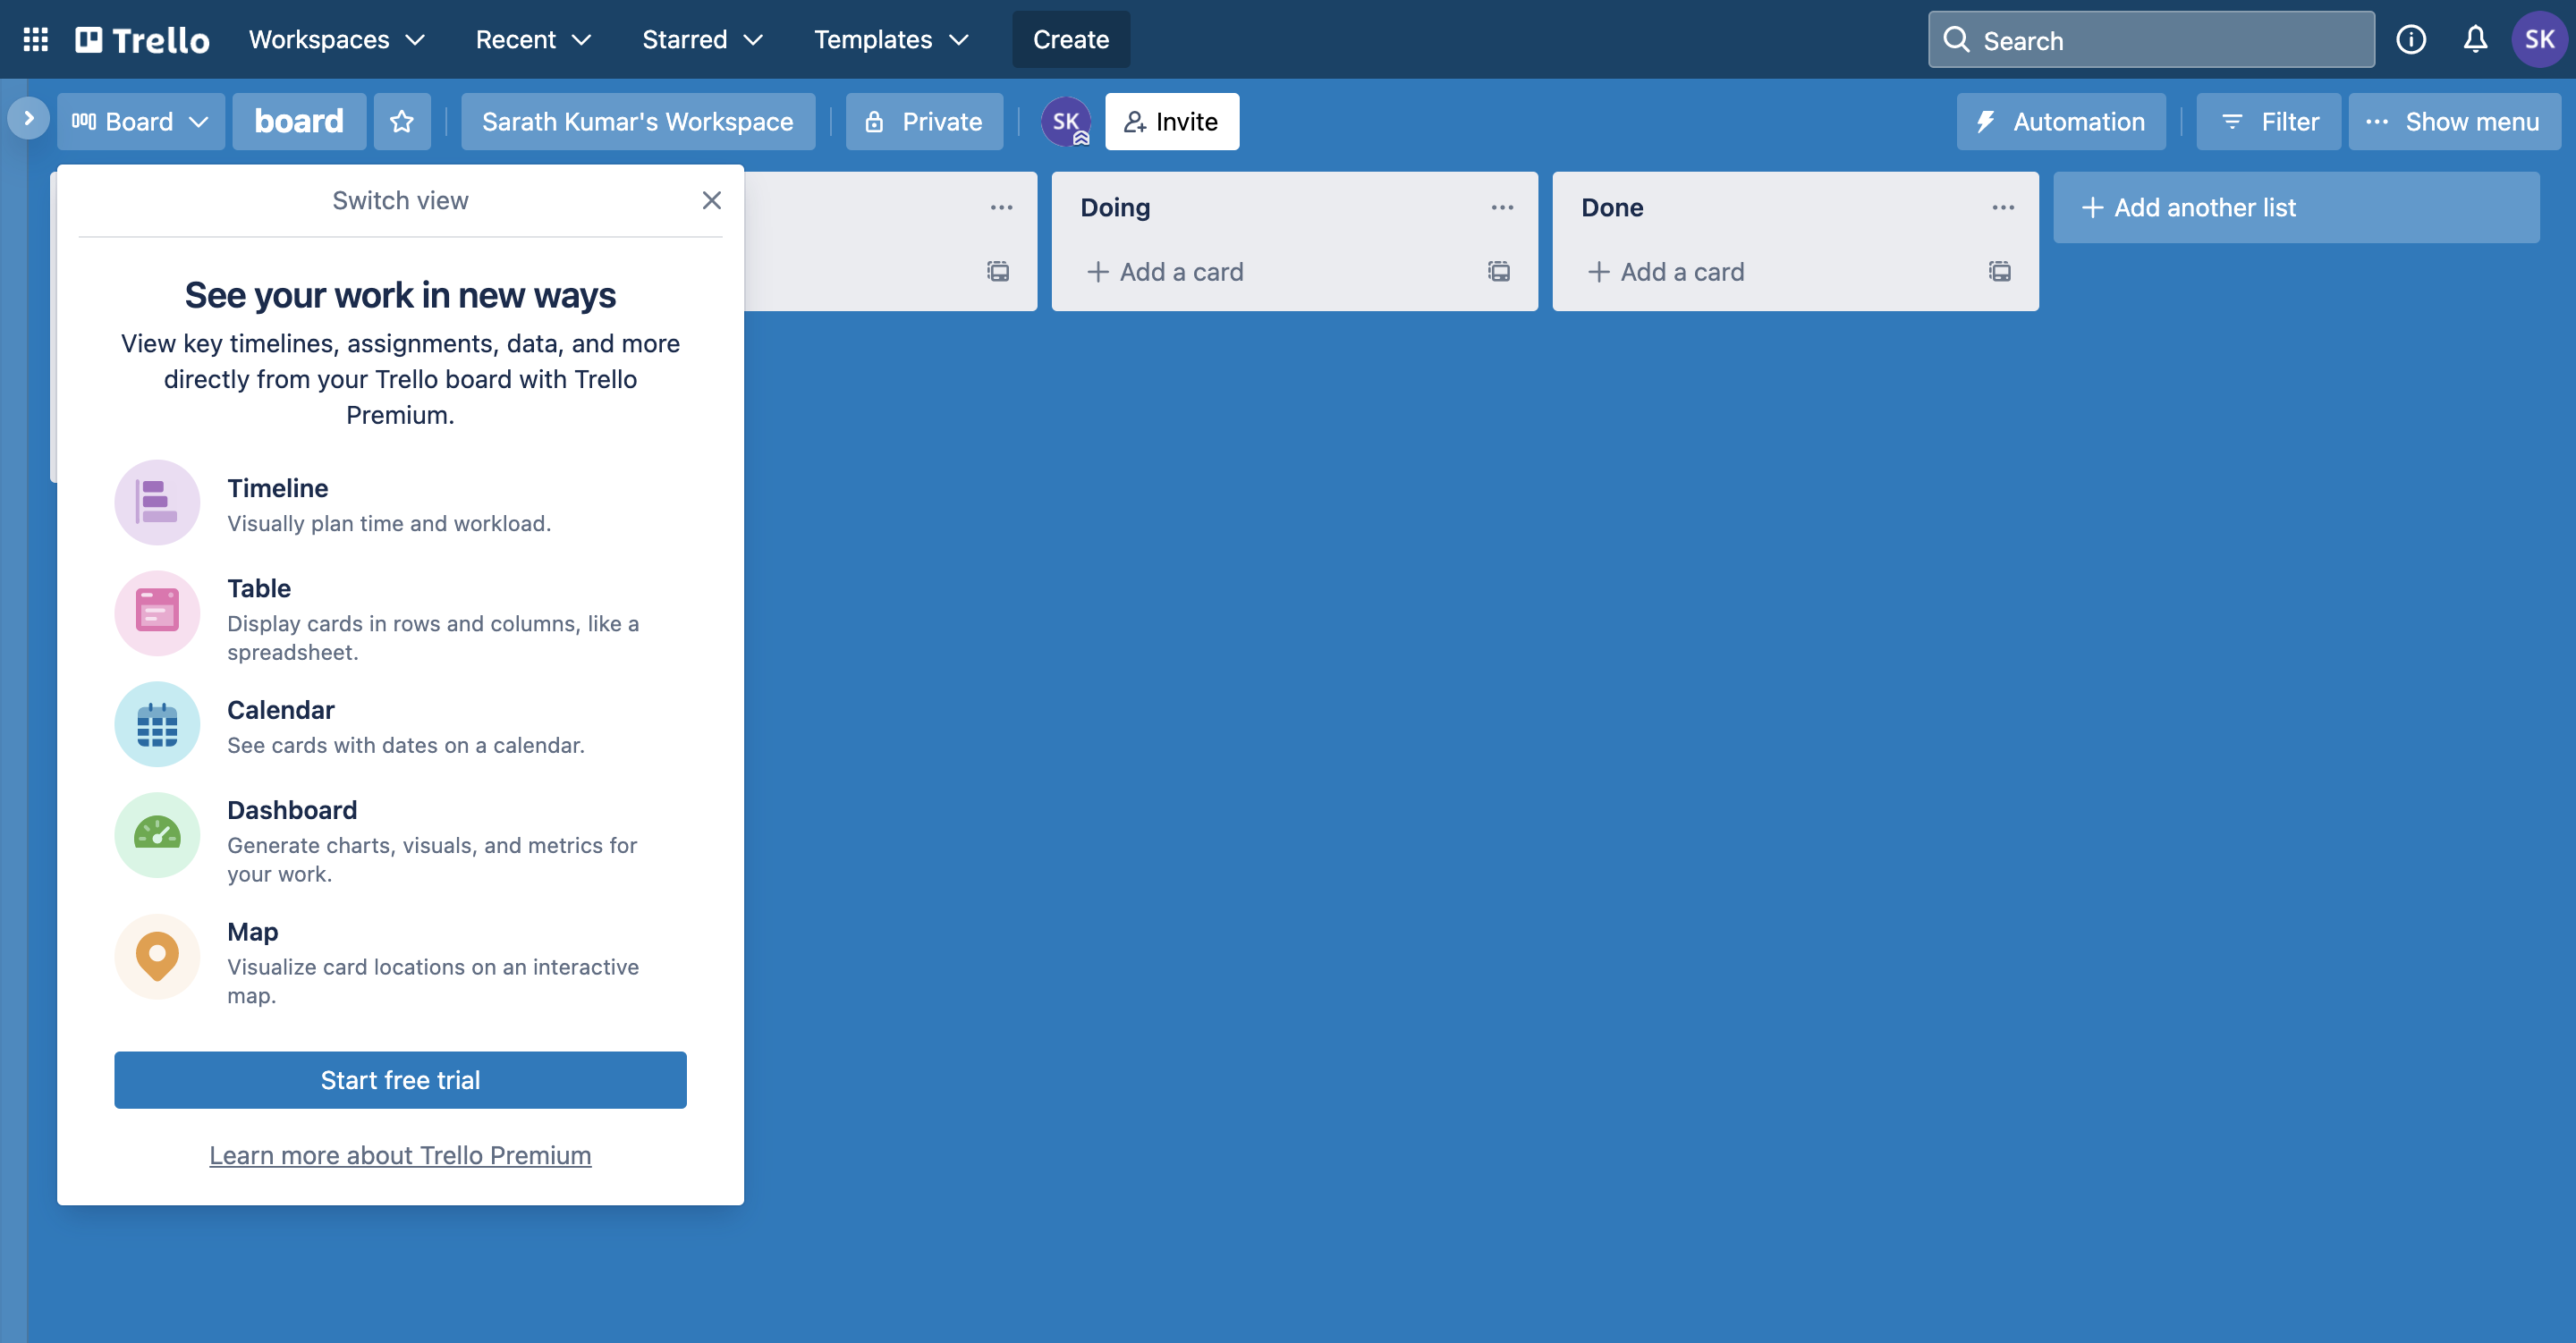 Trello
Workspaces
Recent
Starred
Templates
Create
Search
SK
Board
board
Sarath Kumar's Workspace
Private
SK
Invite
Automation
Filter
Show menu
Switch view
See your work in new ways
View key timelines, assignments, data, and more
directly from your Trello board with Trello
Premium.
Timeline
Visually plan time and workload.
Table
Display cards in rows and columns, like a
spreadsheet.
Calendar
See cards with dates on a calendar.
Dashboard
Generate charts, visuals, and metrics for
your work.
Map
Visualize card locations on an interactive
map.
Start free trial
Learn more about Trello Premium
Doing
Add a card
Done
Add a card
Add another list